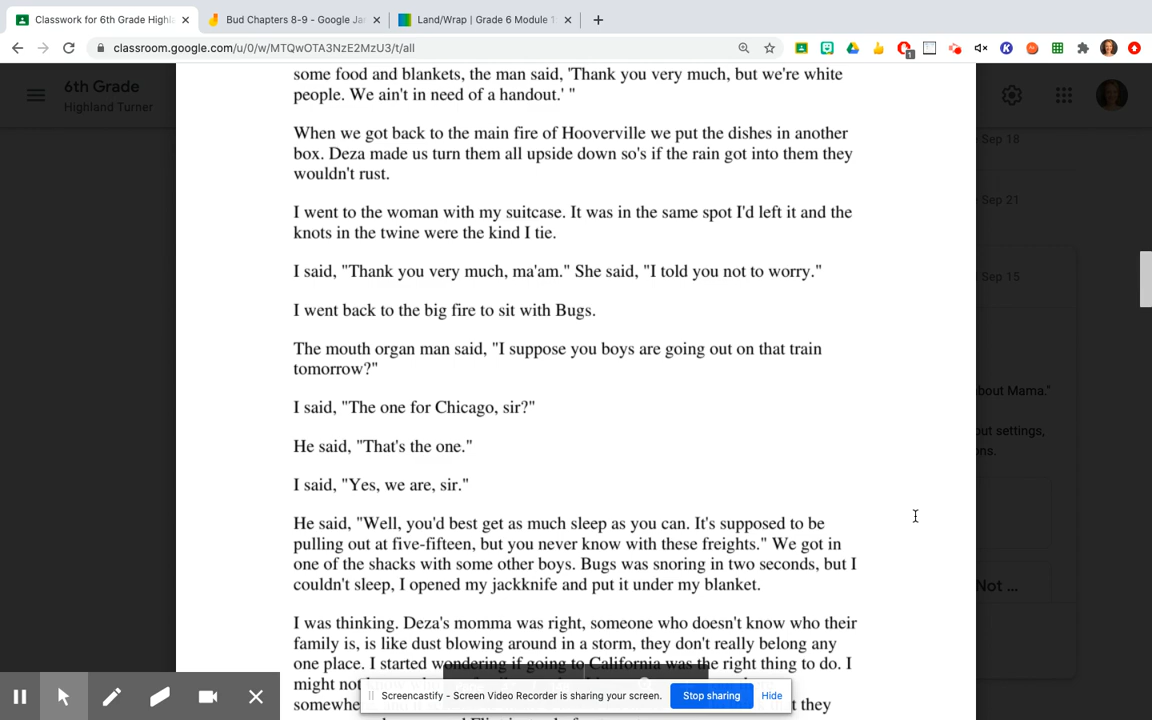 Classwork for 6th Grade Highl
Bud Chapters 8-9 - Google Ja
Land/Wrap | Grade 6 Module 1
classroom.google.com/u/0/w/MTQwOTA3NzE2MzU3/t/all
6th Grade
Highland Turner
Sep 18
Sep 21
Sep 15
about Mama."
out settings,
ons.
Not ...
some food and blankets, the man said, 'Thank you very much, but we're white
people. We ain't in need of a handout.' "
When we got back to the main fire of Hooverville we put the dishes in another
box. Deza made us turn them all upside down so's if the rain got into them they
wouldn't rust.
I went to the woman with my suitcase. It was in the same spot I'd left it and the
knots in the twine were the kind I tie.
I said, "Thank you very much, ma'am." She said, "I told you not to worry."
I went back to the big fire to sit with Bugs.
The mouth organ man said, "I suppose you boys are going out on that train
tomorrow?"
I said, "The one for Chicago, sir?"
He said, "That's the one."
I said, "Yes, we are, sir."
He said, "Well, you'd best get as much sleep as you can. It's supposed to be
pulling out at five-fifteen, but you never know with these freights." We got in
one of the shacks with some other boys. Bugs was snoring in two seconds, but I
couldn't sleep, I opened my jackknife and put it under my blanket.
I was thinking. Deza's momma was right, someone who doesn't know who their
family is, is like dust blowing around in a storm, they don't really belong any
one place. I started wondering if going to California was the right thing to do. I
might not
somewhe
t they
Screencastify - Screen Video Recorder is sharing your screen.
Stop sharing
Hide